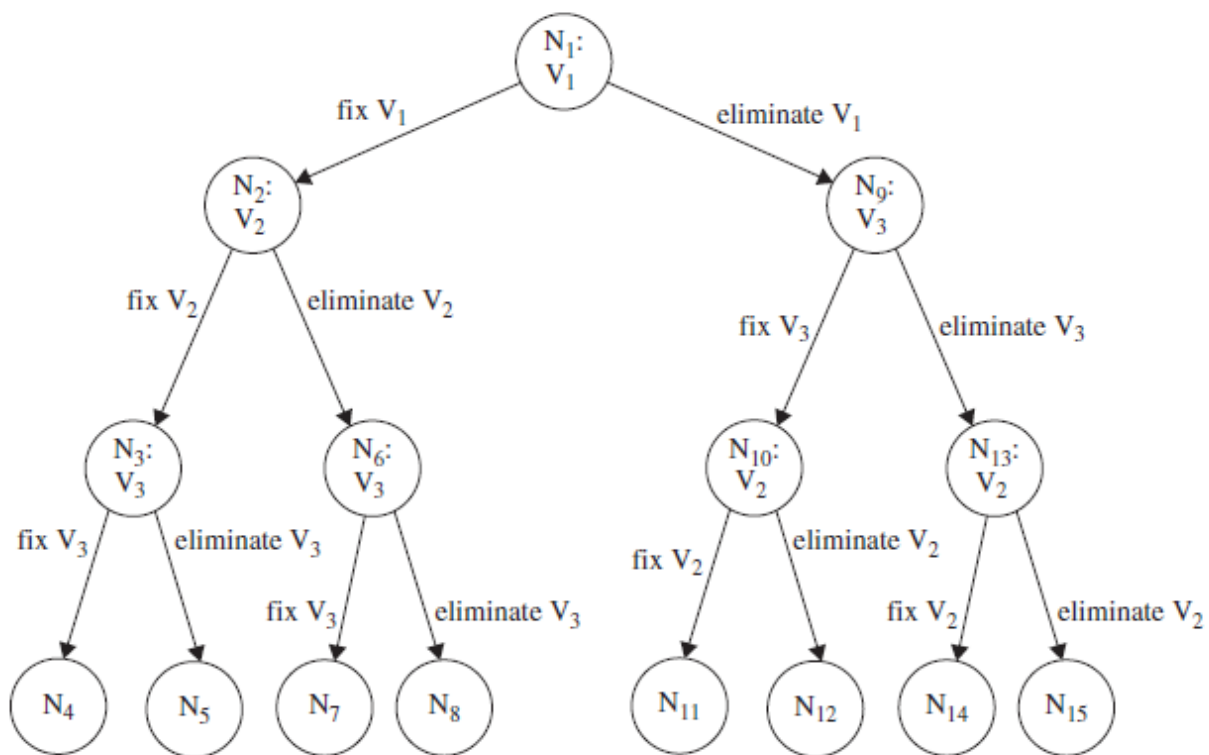 N₁:
V₁
fix V₁
eliminate V₁
N₂:
V₂
N₉:
V₃
fix V₂
eliminate V₂
fix V₃
eliminate V₃
N₃:
V₃
N₆:
V₃
N₁₀:
V₂
N₁₃:
V₂
fix V₃
eliminate V₃
fix V₃
eliminate V₃
fix V₂
eliminate V₂
fix V₂
eliminate V₂
N₄
N₅
N₇
N₈
N₁₁
N₁₂
N₁₄
N₁₅